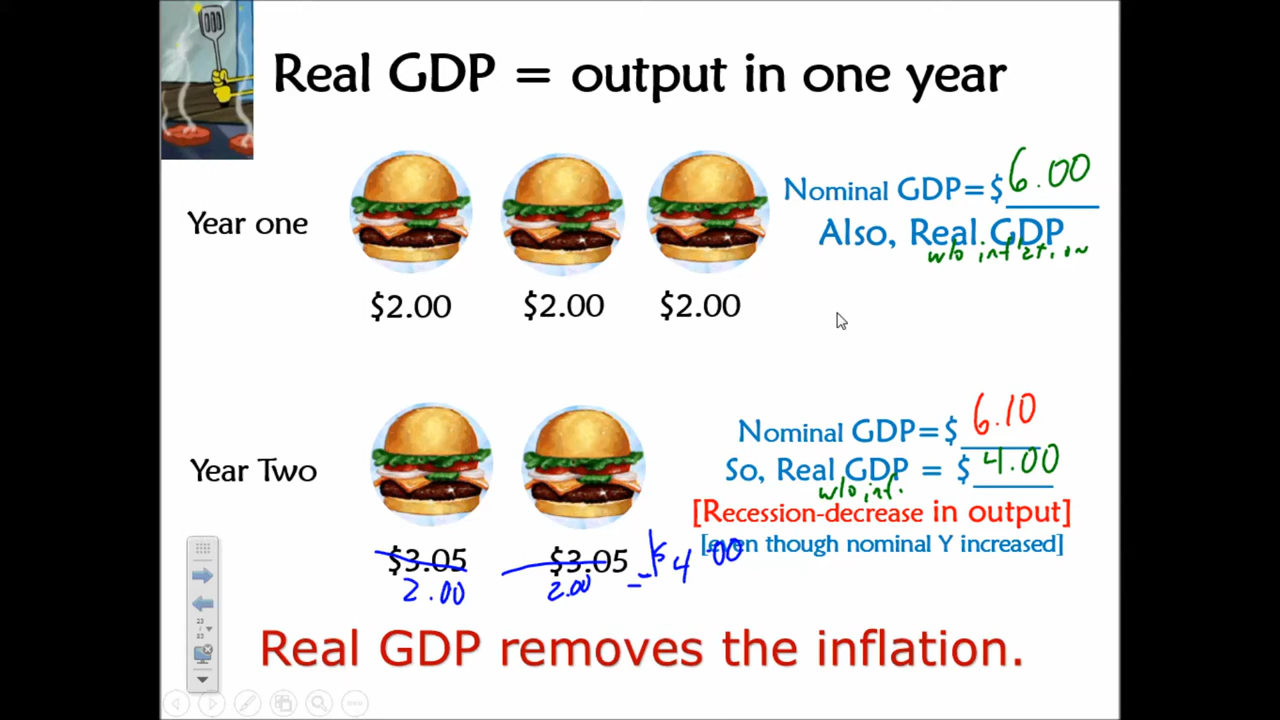 Real GDP = output in one year
Nominal GDP=$ 6.00
Year one
Also, Real GDP
w/o inflation
$2.00 $2.00 $2.00
Nominal GDP=$ 6.10
Year Two
So, Real GDP = $ 4.00
w/o inf.
[Recession-decrease in output]
[even though nominal Y increased]
$3.05 $3.05 = $4.00
2.00 2.00
23
/
33
Real GDP removes the inflation.